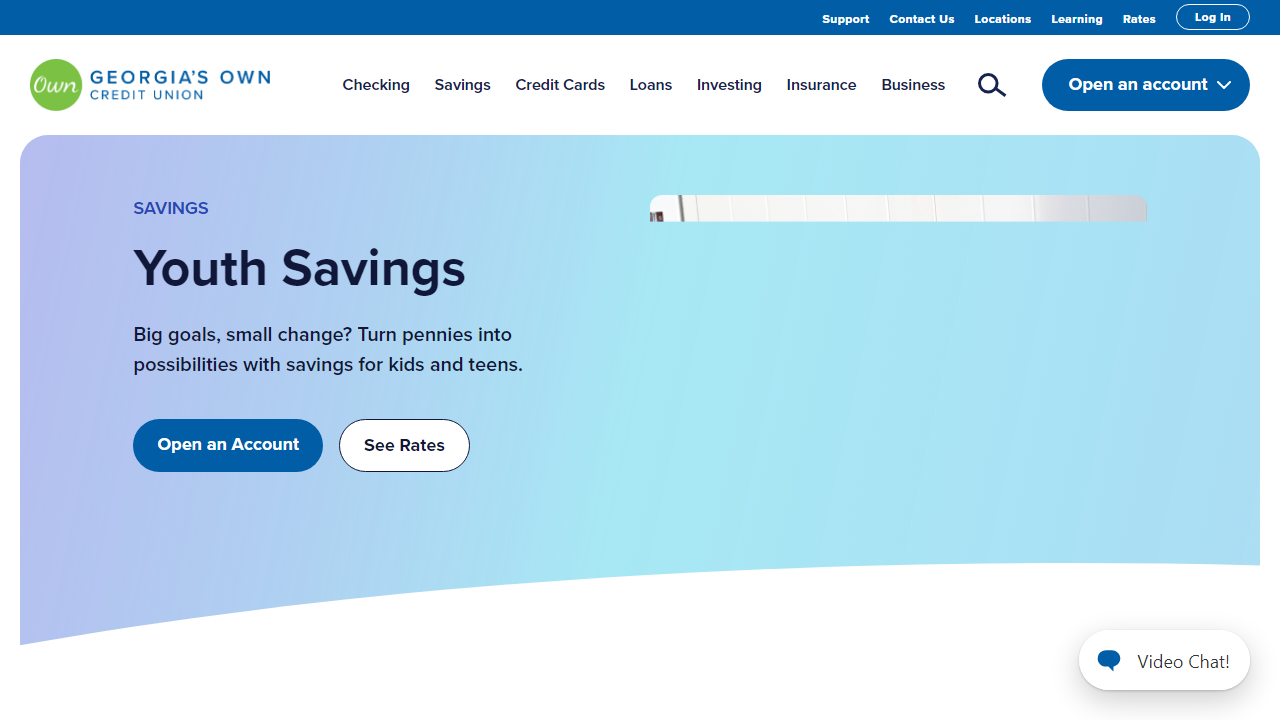 Support Contact Us Locations Learning Rates Log In
Own GEORGIA'S OWN
CREDIT UNION
Checking Savings Credit Cards Loans Investing Insurance Business Open an account
SAVINGS
Youth Savings
Big goals, small change? Turn pennies into
possibilities with savings for kids and teens.
Open an Account See Rates
Video Chat!